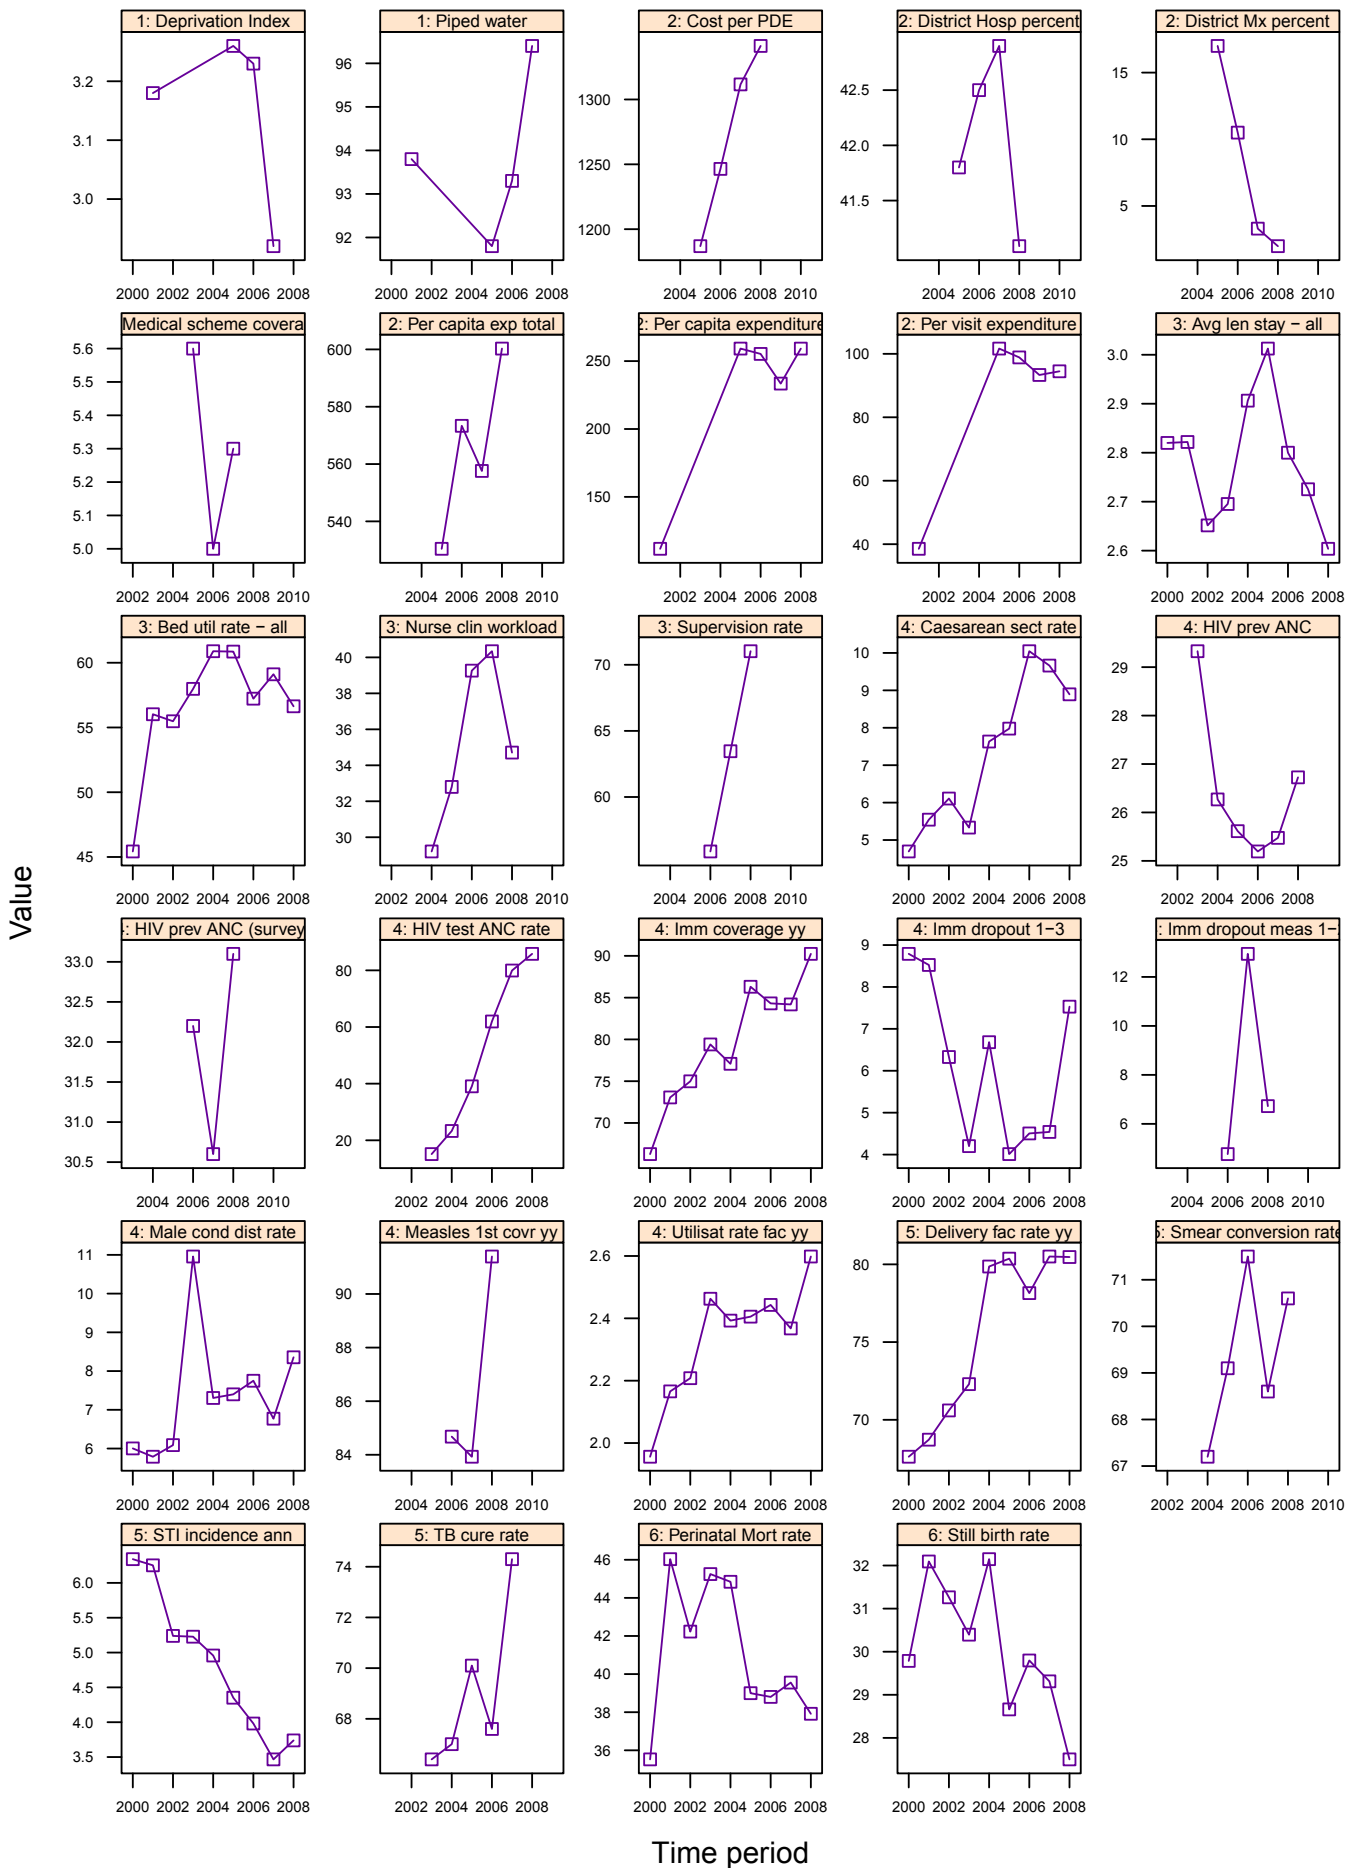 1: Deprivation Index 1: Piped water 2: Cost per PDE 2: District Hosp percent 2: District Mx percent
3.2 3.1 3.0
96 95 94 93 92
1300 1250 1200
42.5 42.0 41.5
15 10 5
2000 2002 2004 2006 2008 2000 2002 2004 2006 2008 2004 2006 2008 2010 2004 2006 2008 2010 2004 2006 2008 2010
Medical scheme covera 2: Per capita exp total 2: Per capita expenditure 2: Per visit expenditure 3: Avg len stay − all
5.6 5.5 5.4 5.3 5.2 5.1 5.0
600 580 560 540
250 200 150
100 80 60 40
3.0 2.9 2.8 2.7 2.6
2002 2004 2006 2008 2010 2004 2006 2008 2010 2002 2004 2006 2008 2002 2004 2006 2008 2000 2002 2004 2006 2008
3: Bed util rate − all 3: Nurse clin workload 3: Supervision rate 4: Caesarean sect rate 4: HIV prev ANC
60 55 50 45
40 38 36 34 32 30
70 65 60
10 9 8 7 6 5
29 28 27 26 25
2000 2002 2004 2006 2008 2002 2004 2006 2008 2010 2004 2006 2008 2010 2000 2002 2004 2006 2008 2002 2004 2006 2008
Value
: HIV prev ANC (survey 4: HIV test ANC rate 4: Imm coverage yy 4: Imm dropout 1−3 : Imm dropout meas 1−
33.0 32.5 32.0 31.5 31.0 30.5
80 60 40 20
90 85 80 75 70
9 8 7 6 5 4
12 10 8 6
2004 2006 2008 2010 2002 2004 2006 2008 2000 2002 2004 2006 2008 2000 2002 2004 2006 2008 2004 2006 2008 2010
4: Male cond dist rate 4: Measles 1st covr yy 4: Utilisat rate fac yy 5: Delivery fac rate yy 5: Smear conversion rate
11 10 9 8 7 6
90 88 86 84
2.6 2.4 2.2 2.0
80 75 70
71 70 69 68 67
2000 2002 2004 2006 2008 2004 2006 2008 2010 2000 2002 2004 2006 2008 2000 2002 2004 2006 2008 2002 2004 2006 2008 2010
5: STI incidence ann 5: TB cure rate 6: Perinatal Mort rate 6: Still birth rate
6.0 5.5 5.0 4.5 4.0 3.5
74 72 70 68
46 44 42 40 38 36
32 31 30 29 28
2000 2002 2004 2006 2008 2002 2004 2006 2008 2000 2002 2004 2006 2008 2000 2002 2004 2006 2008
Time period